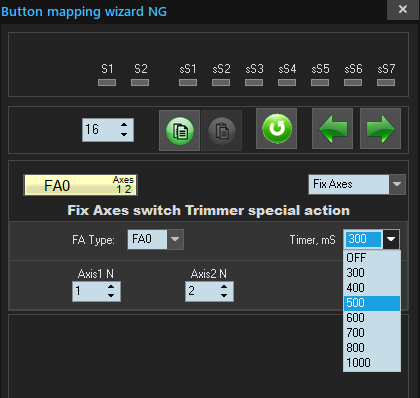 Button mapping wizard NG
S1 S2 sS1 sS2 sS3 sS4 sS5 sS6 sS7
16
FA0 Axes 1 2 Fix Axes
Fix Axes switch Trimmer special action
FA Type: FA0 Timer, mS 300
OFF
Axis1 N Axis2 N 300
1 2 400
500
600
700
800
1000